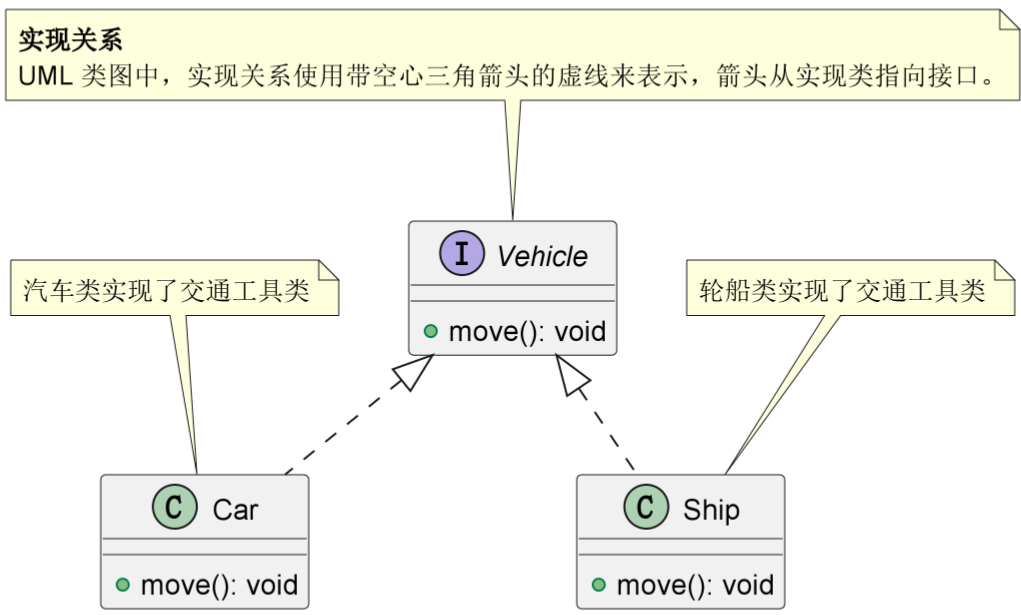 实现关系
UML 类图中，实现关系使用带空心三角箭头的虚线来表示，箭头从实现类指向接口。
I Vehicle
汽车类实现了交通工具类
轮船类实现了交通工具类
move(): void
C Car
C Ship
move(): void
move(): void